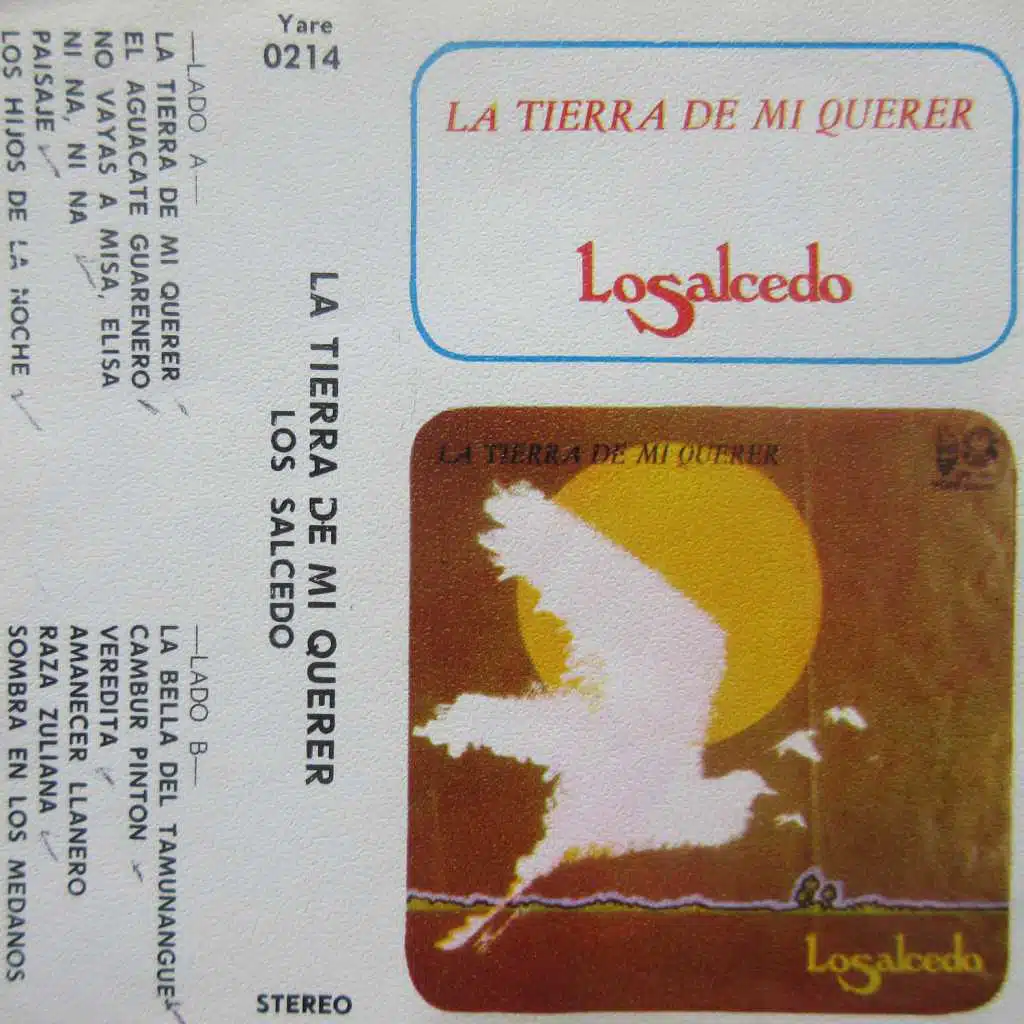 Yare
0214
—LADO A—
LA TIERRA DE MI QUERER
EL AGUACATE GUARENERO
NO VAYAS A MISA, ELISA
NI NA, NI NA
PAISAJE
LOS HIJOS DE LA NOCHE
—LADO B—
LA BELLA DEL TAMUNANGUE
CAMBUR PINTON
VEREDITA
AMANECER LLANERO
RAZA ZULIANA
SOMBRA EN LOS MEDANOS
LA TIERRA DE MI QUERER
LOS SALCEDO
STEREO
LA TIERRA DE MI QUERER
LoSalcedo
LA TIERRA DE MI QUERER
LoSalcedo